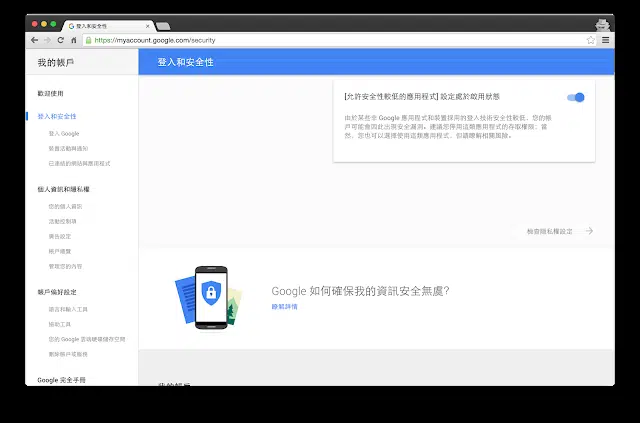 登入和安全性
https://myaccount.google.com/security
我的帳戶
登入和安全性
歡迎使用
登入和安全性
登入 Google
裝置活動與通知
已連結的網站與應用程式
個人資訊和隱私權
您的個人資訊
活動控制項
廣告設定
帳戶總覽
管理您的內容
帳戶偏好設定
語言和輸入工具
協助工具
您的 Google 雲端硬碟儲存空間
刪除帳戶或服務
Google 完全手冊
[允許安全性較低的應用程式] 設定處於啟用狀態
由於某些非 Google 應用程式和裝置採用的登入技術安全性較低，您的帳
戶可能會因此出現安全漏洞。建議您停用這類應用程式的存取權限；當
然，您也可以選擇使用這類應用程式，但請瞭解相關風險。
檢查隱私權設定
Google 如何確保我的資訊安全無虞?
瞭解詳情
我的帳戶